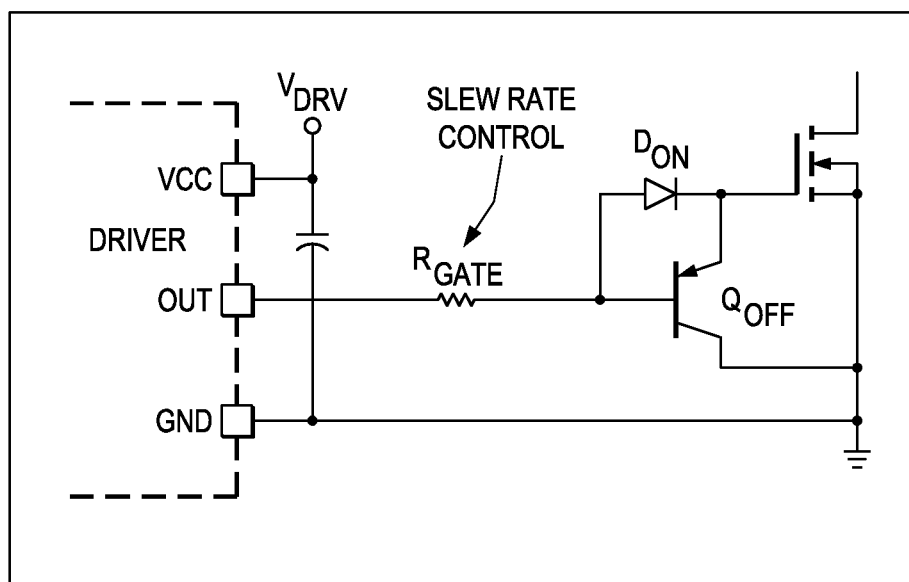 VDRV
SLEW RATE
CONTROL
DON
VCC
DRIVER
RGATE
OUT
QOFF
GND